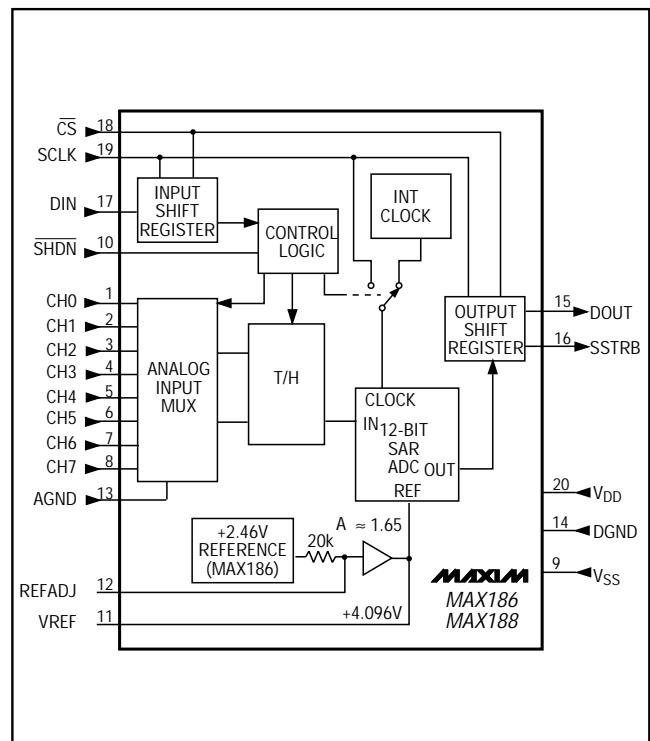 CS 18
SCLK 19
DIN 17
SHDN 10
CH0 1
CH1 2
CH2 3
CH3 4
CH4 5
CH5 6
CH6 7
CH7 8
AGND 13
REFADJ 12
VREF 11
INPUT
SHIFT
REGISTER
CONTROL
LOGIC
INT
CLOCK
ANALOG
INPUT
MUX
T/H
CLOCK
IN 12-BIT
SAR
ADC OUT
REF
OUTPUT
SHIFT
REGISTER
15 DOUT
16 SSTRB
20 VDD
14 DGND
9 VSS
+2.46V
REFERENCE
(MAX186)
20k
A ≈ 1.65
+4.096V
MAXIM
MAX186
MAX188